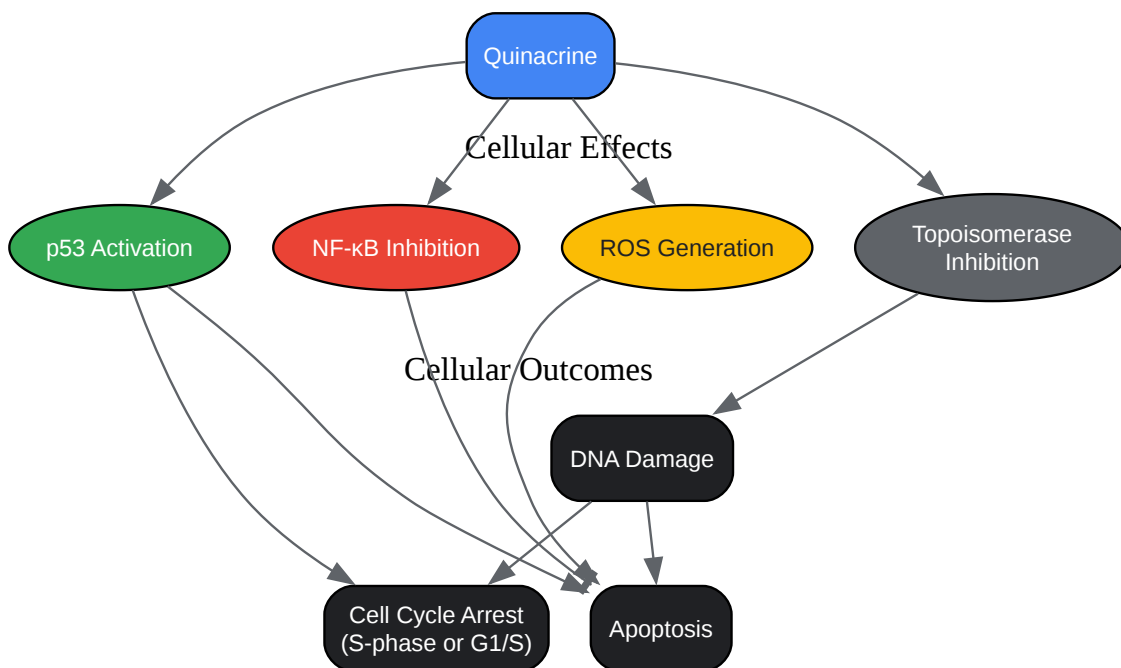 Quinacrine
Cellular Effects
p53 Activation
NF-κB Inhibition
ROS Generation
Topoisomerase
Inhibition
Cellular Outcomes
DNA Damage
Cell Cycle Arrest
(S-phase or G1/S)
Apoptosis